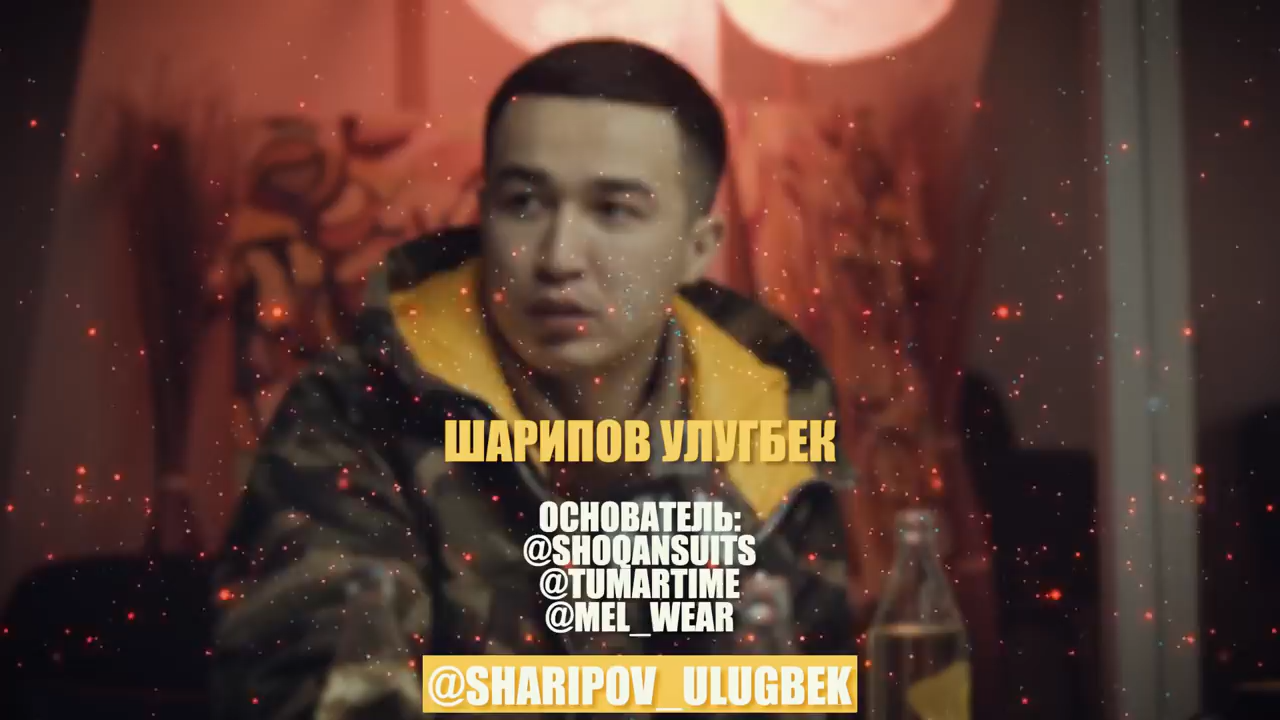 ШАРИПОВ УЛУГБЕК
ОСНОВАТЕЛЬ:
@SHOQANSUITS
@TUMARTIME
@MEL_WEAR
@SHARIPOV_ULUGBEK